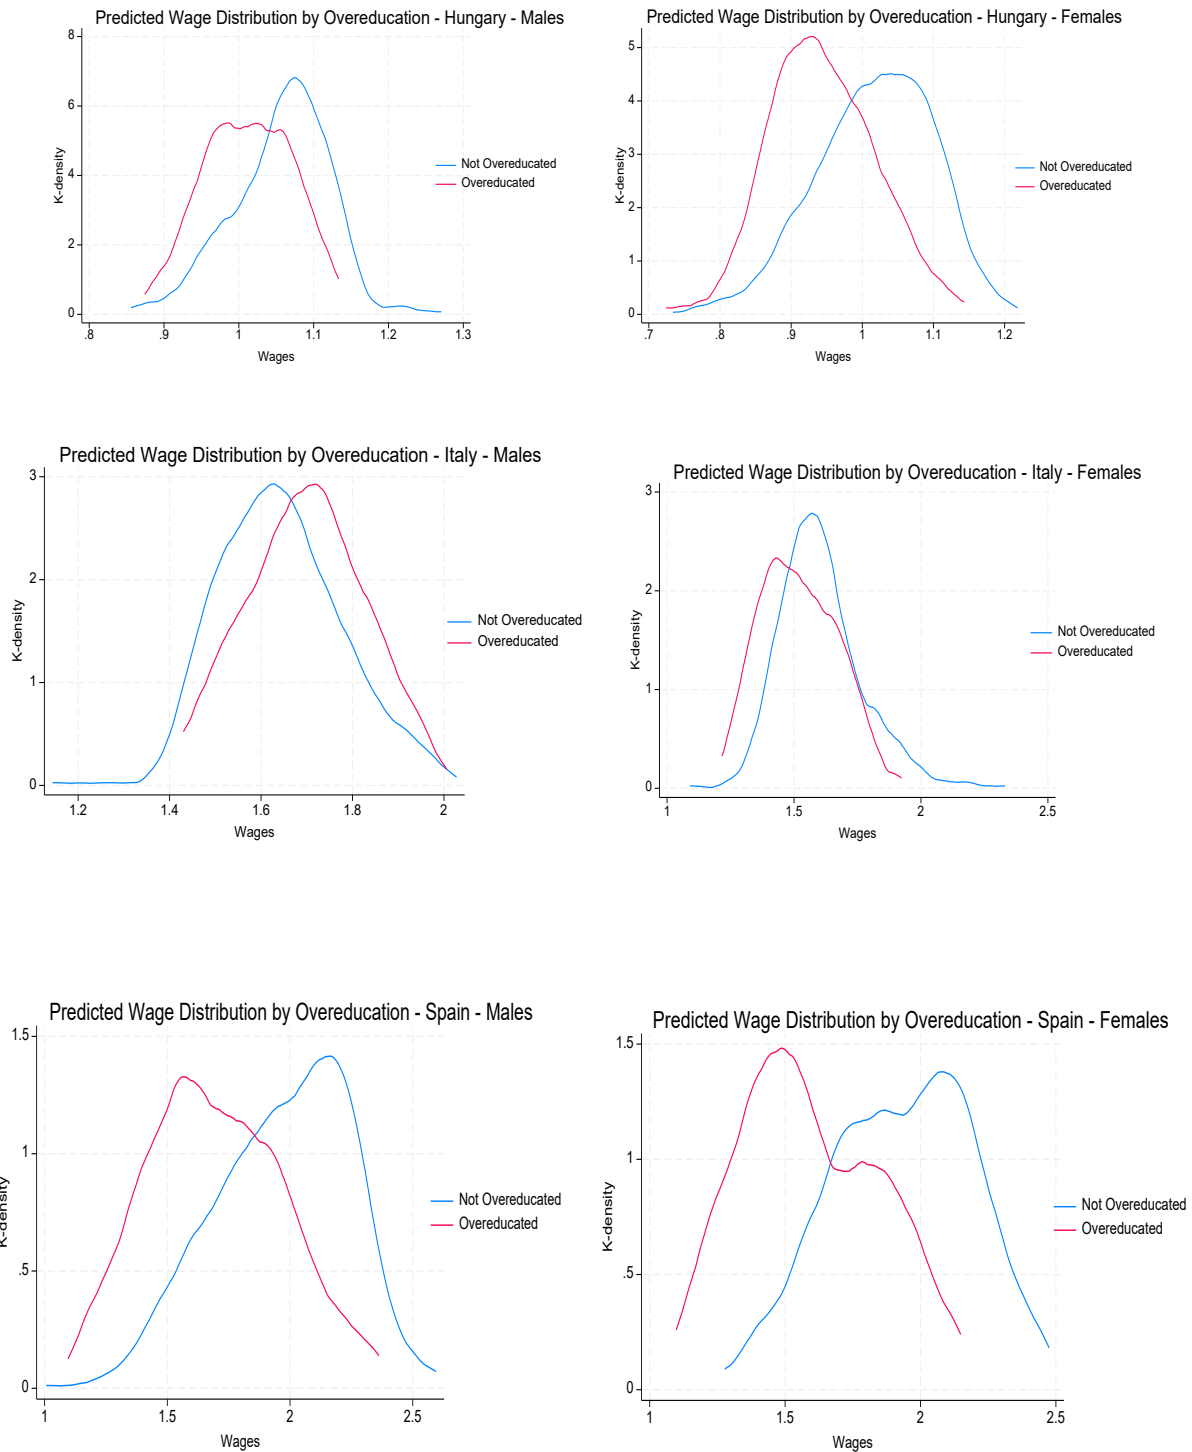 Predicted Wage Distribution by Overeducation - Hungary - Males
8
6
4
2
0
K-density
.8 .9 1 1.1 1.2 1.3
Wages
Not Overeducated
Overeducated
Predicted Wage Distribution by Overeducation - Hungary - Females
5
4
3
2
1
0
K-density
.7 .8 .9 1 1.1 1.2
Wages
Not Overeducated
Overeducated
Predicted Wage Distribution by Overeducation - Italy - Males
3
2
1
0
K-density
1.2 1.4 1.6 1.8 2
Wages
Not Overeducated
Overeducated
Predicted Wage Distribution by Overeducation - Italy - Females
3
2
1
0
K-density
1 1.5 2 2.5
Wages
Not Overeducated
Overeducated
Predicted Wage Distribution by Overeducation - Spain - Males
1.5
1
.5
0
K-density
1 1.5 2 2.5
Wages
Not Overeducated
Overeducated
Predicted Wage Distribution by Overeducation - Spain - Females
1.5
1
.5
0
K-density
1 1.5 2 2.5
Wages
Not Overeducated
Overeducated